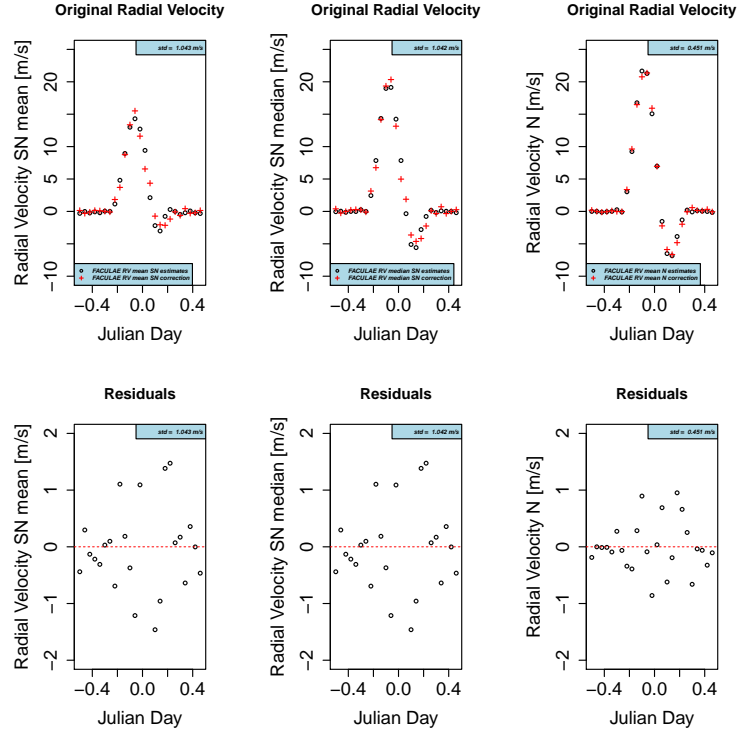 Original Radial Velocity
Original Radial Velocity
Original Radial Velocity
std = 1.043 m/s
std = 1.042 m/s
std = 0.451 m/s
Radial Velocity SN mean [m/s]
−10 0 10 20
FACULAE RV mean SN estimates
FACULAE RV mean SN correction
−0.4 0.0 0.4
Julian Day
Radial Velocity SN median [m/s]
−10 0 10 20
FACULAE RV median SN estimates
FACULAE RV median SN correction
−0.4 0.0 0.4
Julian Day
Radial Velocity N [m/s]
−10 0 10 20
FACULAE RV mean N estimates
FACULAE RV mean N correction
−0.4 0.0 0.4
Julian Day
Residuals
Residuals
Residuals
std = 1.043 m/s
std = 1.042 m/s
std = 0.451 m/s
Radial Velocity SN mean [m/s]
−2 −1 0 1 2
−0.4 0.0 0.4
Julian Day
Radial Velocity SN median [m/s]
−2 −1 0 1 2
−0.4 0.0 0.4
Julian Day
Radial Velocity N [m/s]
−2 −1 0 1 2
−0.4 0.0 0.4
Julian Day